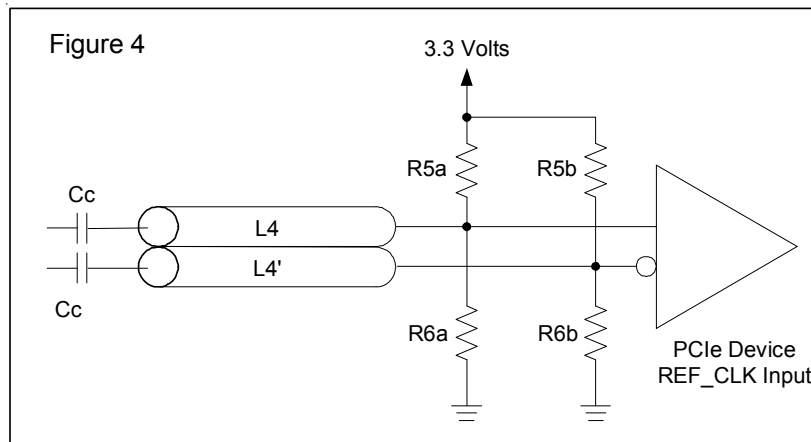 Figure 4
3.3 Volts
R5a
R5b
Cc
L4
L4'
Cc
R6a
R6b
PCIe Device
REF_CLK Input